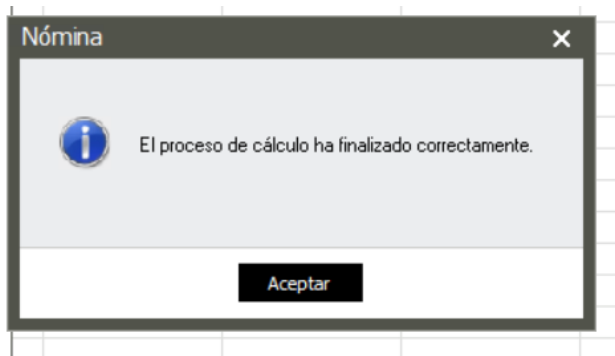 Nómina
El proceso de cálculo ha finalizado correctamente.
Aceptar